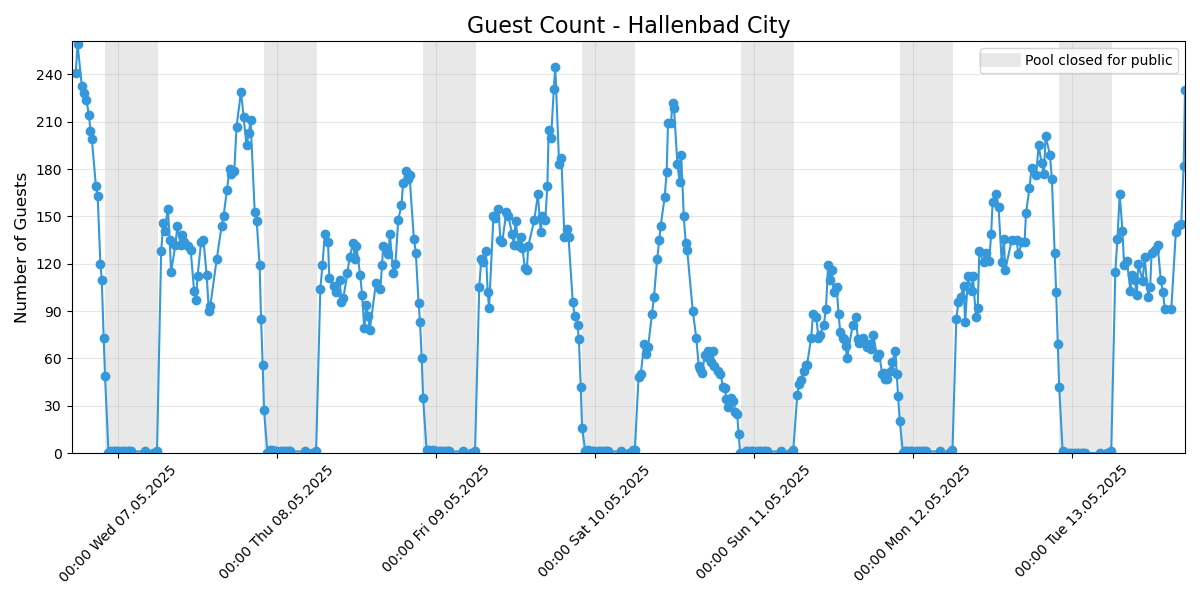 Guest Count - Hallenbad City
Pool closed for public
Number of Guests
240
210
180
150
120
90
60
30
0
00:00 Wed 07.05.2025
00:00 Thu 08.05.2025
00:00 Fri 09.05.2025
00:00 Sat 10.05.2025
00:00 Sun 11.05.2025
00:00 Mon 12.05.2025
00:00 Tue 13.05.2025